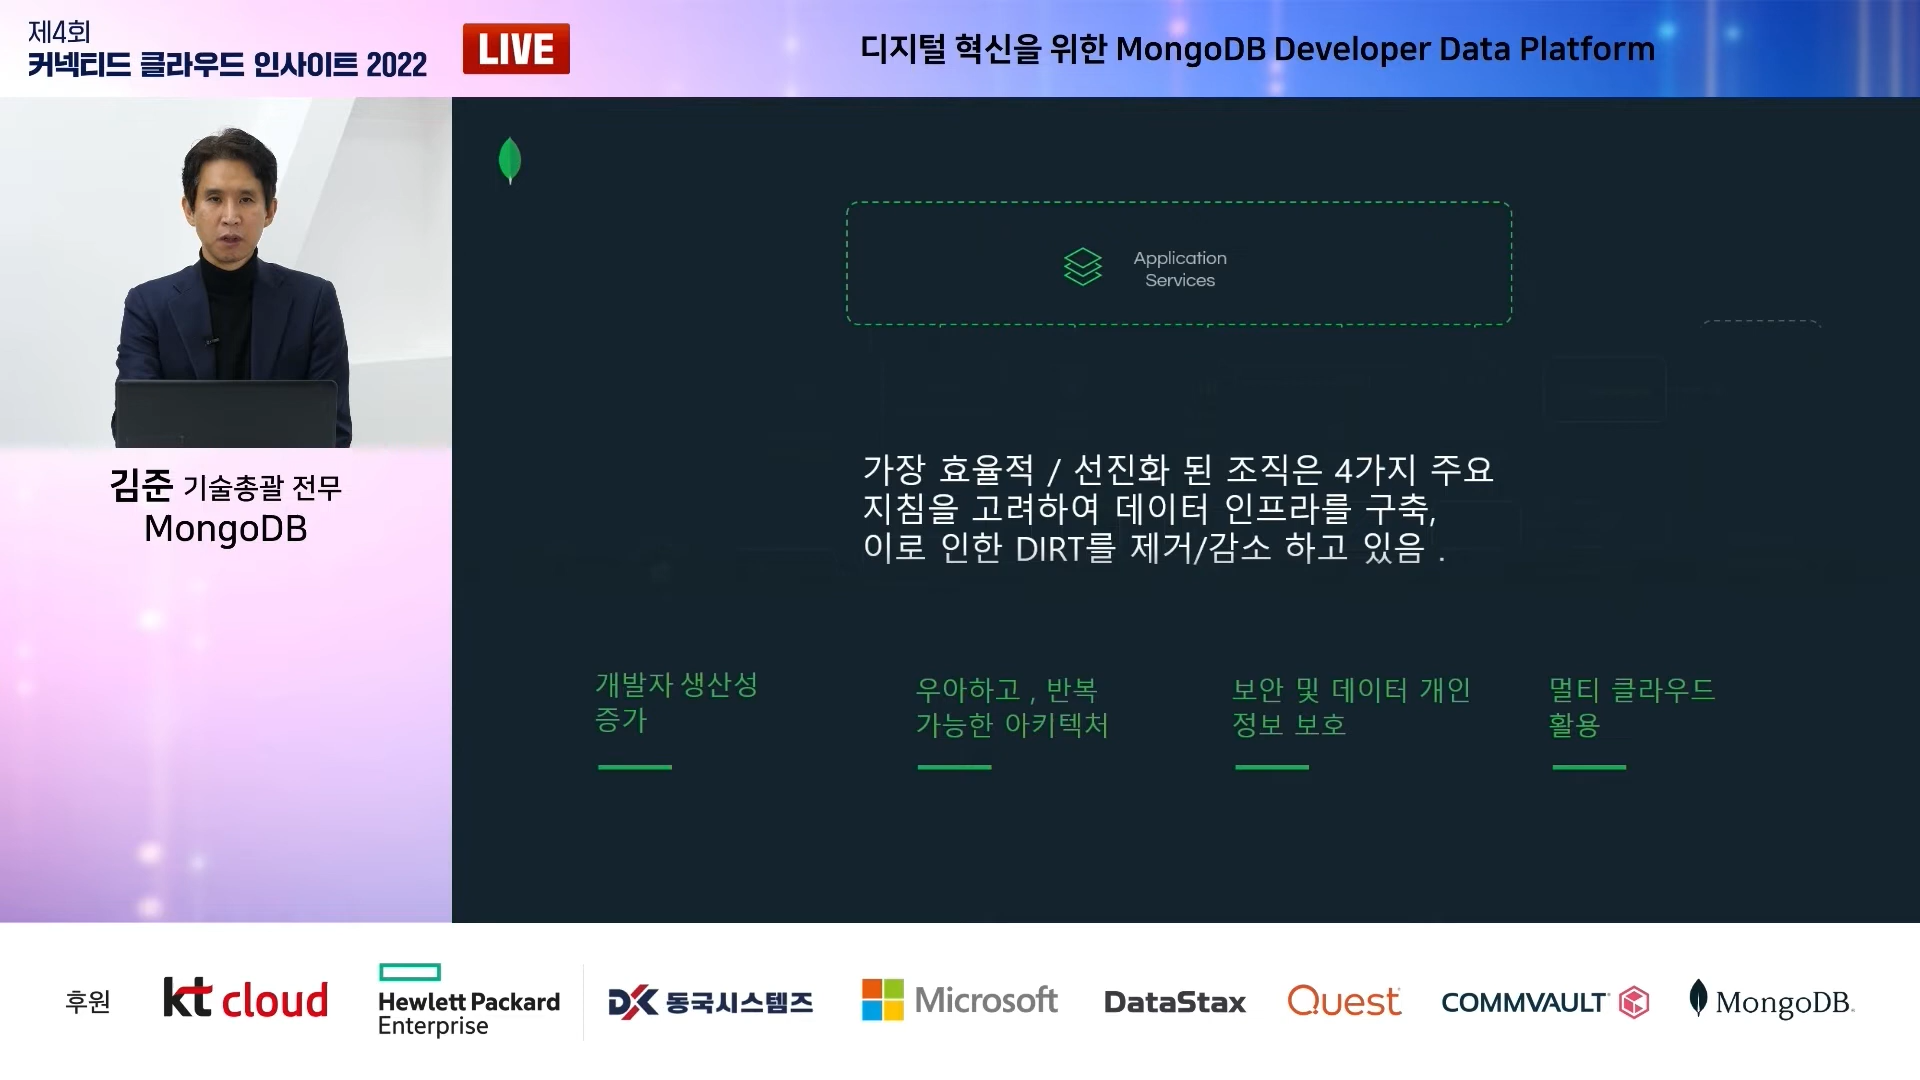 제4회
커넥티드 클라우드 인사이트 2022
LIVE
디지털 혁신을 위한 MongoDB Developer Data Platform
Application
Services
가장 효율적 / 선진화 된 조직은 4가지 주요
지침을 고려하여 데이터 인프라를 구축,
이로 인한 DIRT를 제거/감소 하고 있음 .
김준 기술총괄 전무
MongoDB
개발자 생산성
증가
우아하고 , 반복
가능한 아키텍처
보안 및 데이터 개인
정보 보호
멀티 클라우드
활용
후원
kt cloud
Hewlett Packard
Enterprise
DK 동국시스템즈
Microsoft
DataStax
Quest
COMMVAULT
MongoDB.